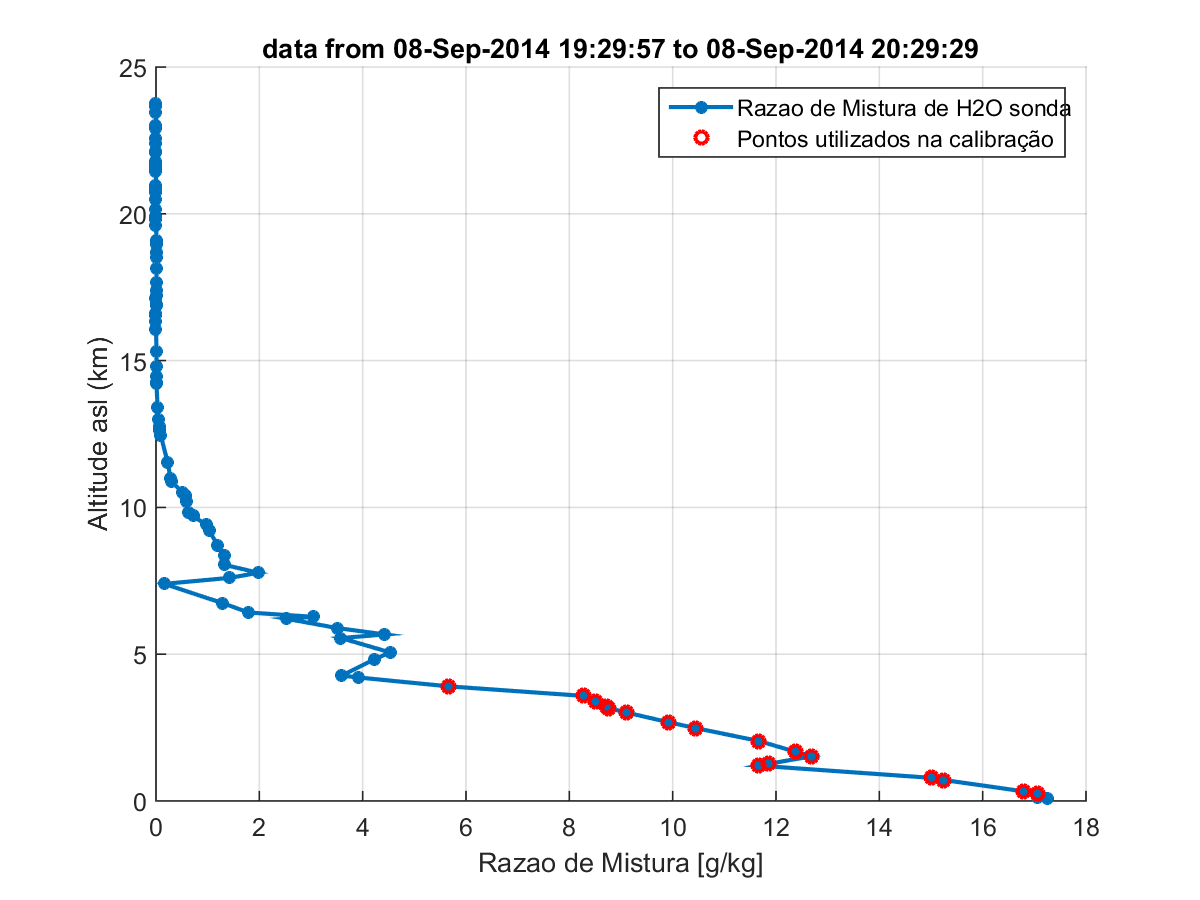 data from 08-Sep-2014 19:29:57 to 08-Sep-2014 20:29:29
Razao de Mistura de H2O sonda
Pontos utilizados na calibração
25
20
15
10
5
0
Altitude asl (km)
0 2 4 6 8 10 12 14 16 18
Razao de Mistura [g/kg]